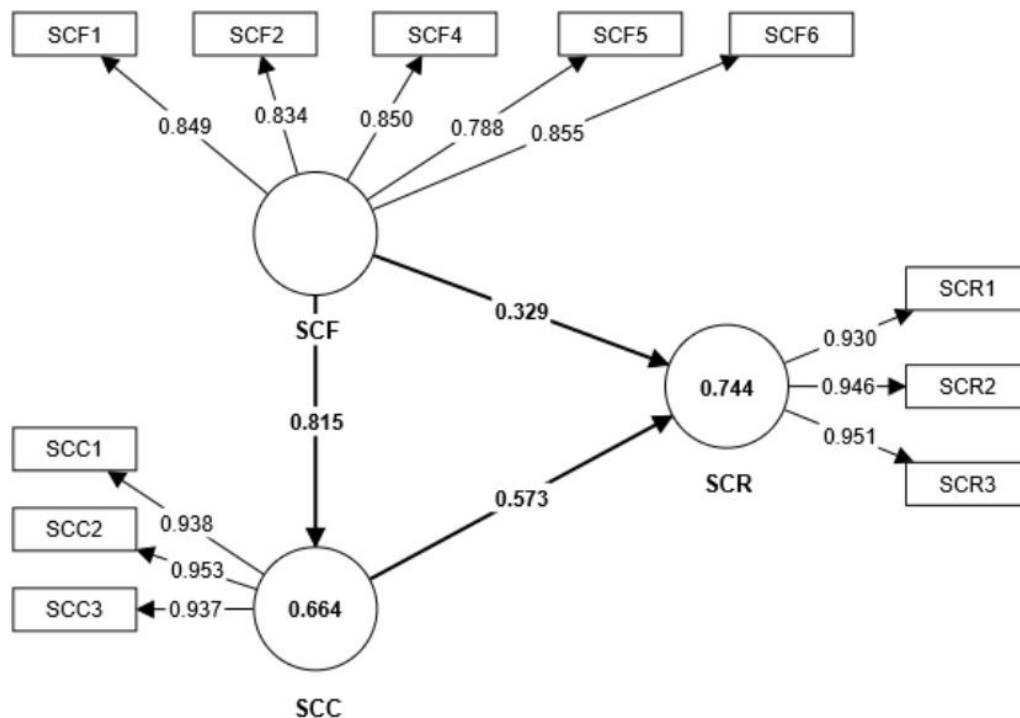 SCF1 SCF2 SCF4 SCF5 SCF6
0.849 0.834 0.850 0.788 0.855
SCF
0.329
SCR1
0.930
0.744
0.946 SCR2
0.951
SCR
SCR3
0.815
SCC1
0.573
0.938
SCC2
0.953
SCC3 0.937
0.664
SCC